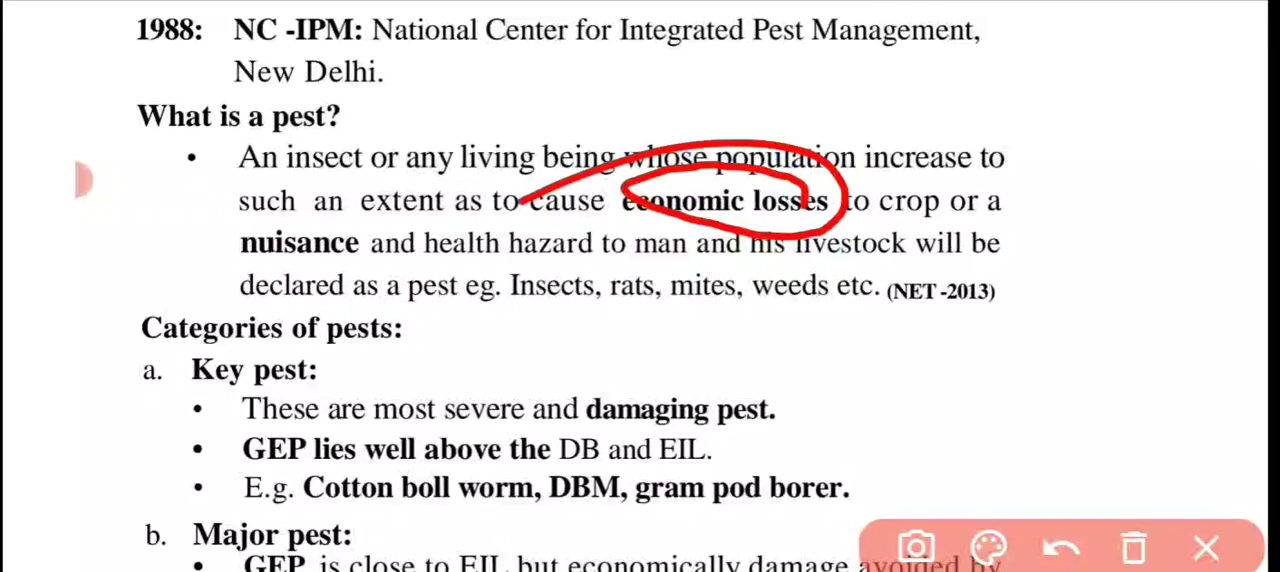 1988: NC -IPM: National Center for Integrated Pest Management,
New Delhi.
What is a pest?
• An insect or any living being whose population increase to
such an extent as to cause economic losses to crop or a
nuisance and health hazard to man and his livestock will be
declared as a pest eg. Insects, rats, mites, weeds etc. (NET -2013)
Categories of pests:
a. Key pest:
• These are most severe and damaging pest.
• GEP lies well above the DB and EIL.
• E.g. Cotton boll worm, DBM, gram pod borer.
b. Major pest:
• GEP is close to EIL but economically damage avoided by